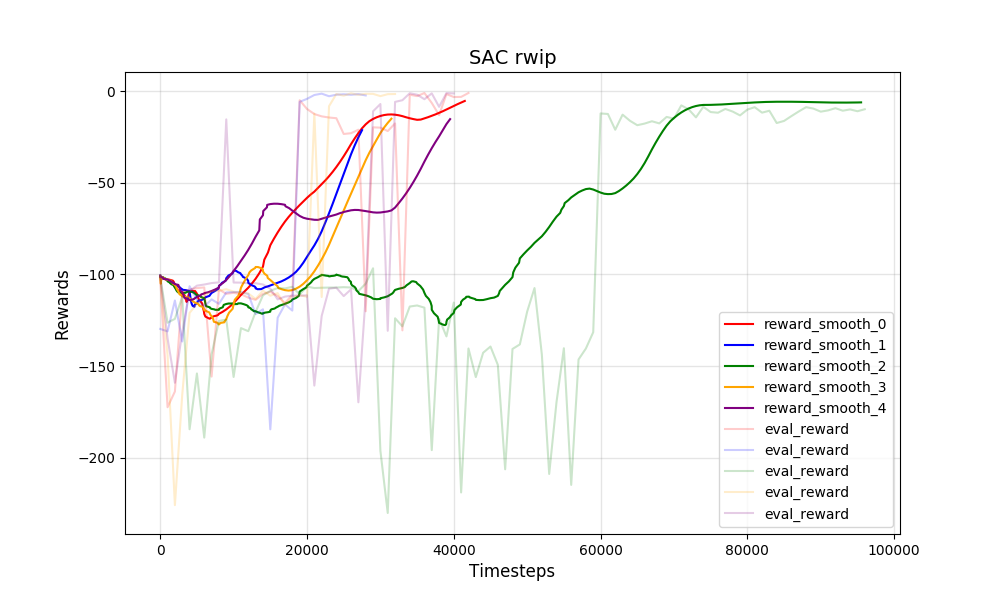 SAC rwip
Rewards
0
−50
−100
−150
−200
0
20000
40000
60000
80000
100000
Timesteps
reward_smooth_0
reward_smooth_1
reward_smooth_2
reward_smooth_3
reward_smooth_4
eval_reward
eval_reward
eval_reward
eval_reward
eval_reward